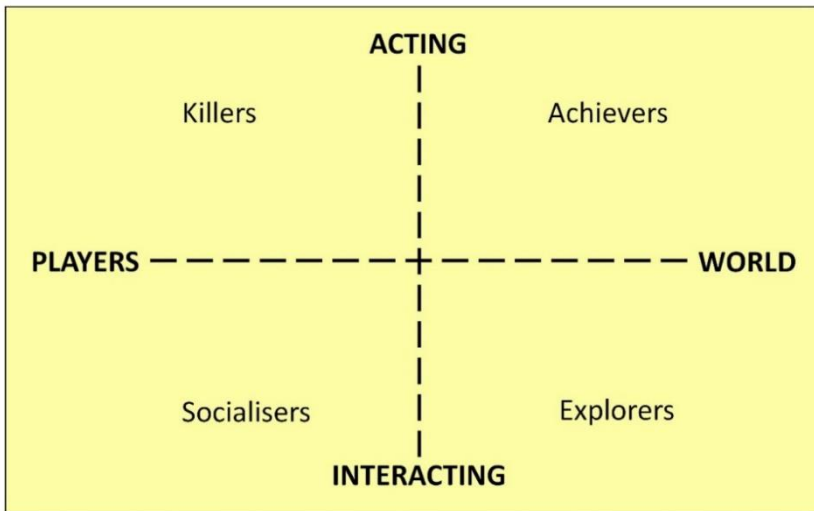 ACTING
Killers Achievers
PLAYERS WORLD
Socialisers Explorers
INTERACTING